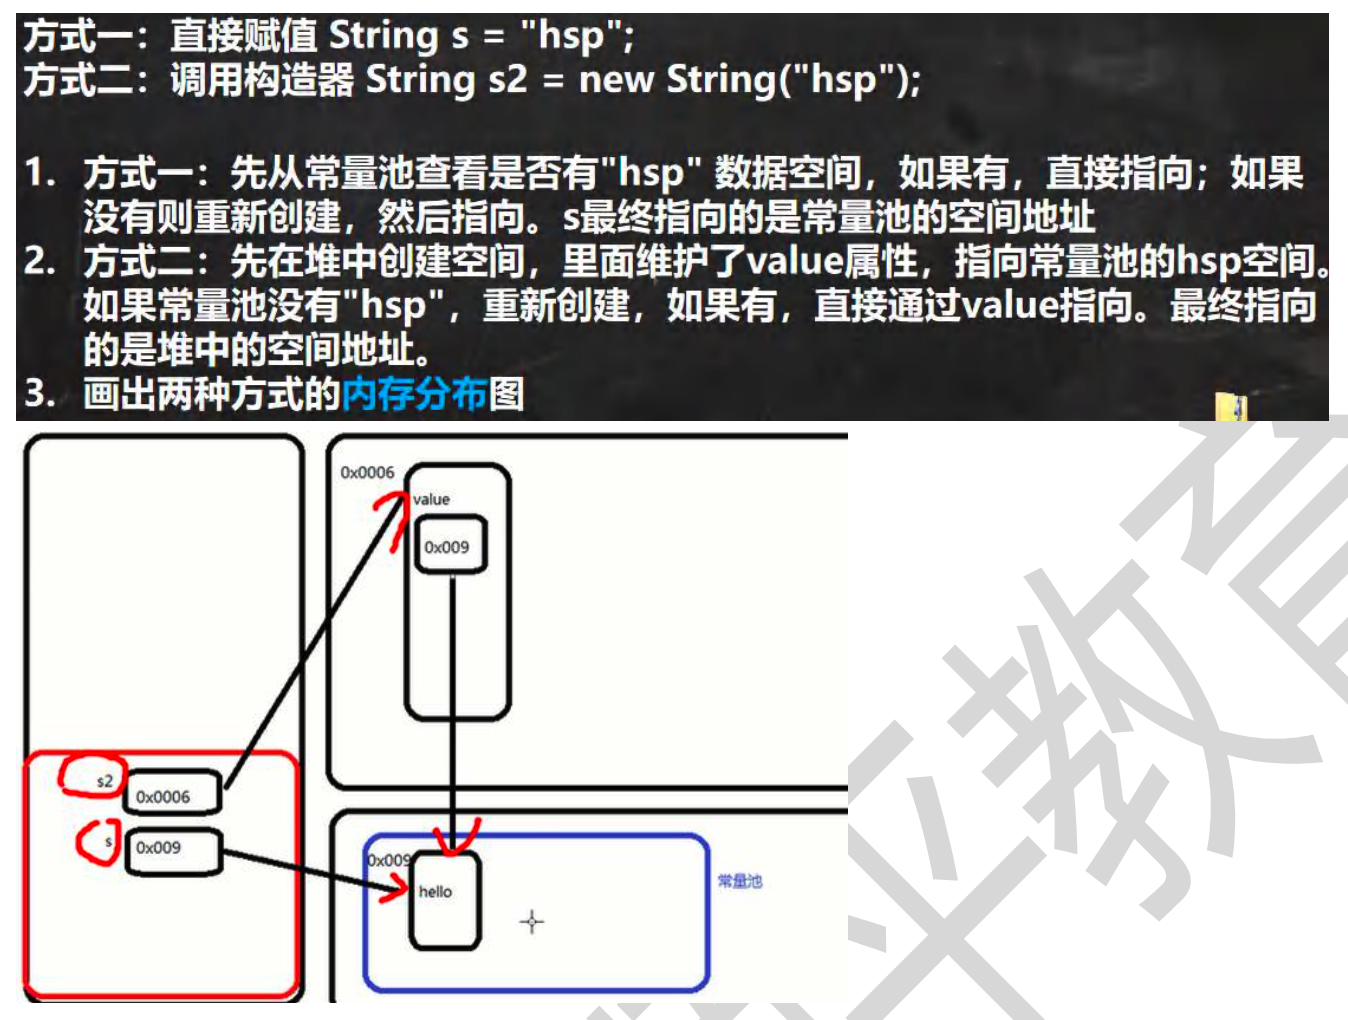 方式一：直接赋值 String s = "hsp";
方式二：调用构造器 String s2 = new String("hsp");
1. 方式一：先从常量池查看是否有"hsp" 数据空间，如果有，直接指向；如果
没有则重新创建，然后指向。s最终指向的是常量池的空间地址
2. 方式二：先在堆中创建空间，里面维护了value属性，指向常量池的hsp空间。
如果常量池没有"hsp"，重新创建，如果有，直接通过value指向。最终指向
的是堆中的空间地址。
3. 画出两种方式的内存分布图
0x0006
value
0x009
s2
0x0006
s
0x009
0x009
hello
常量池
平教育